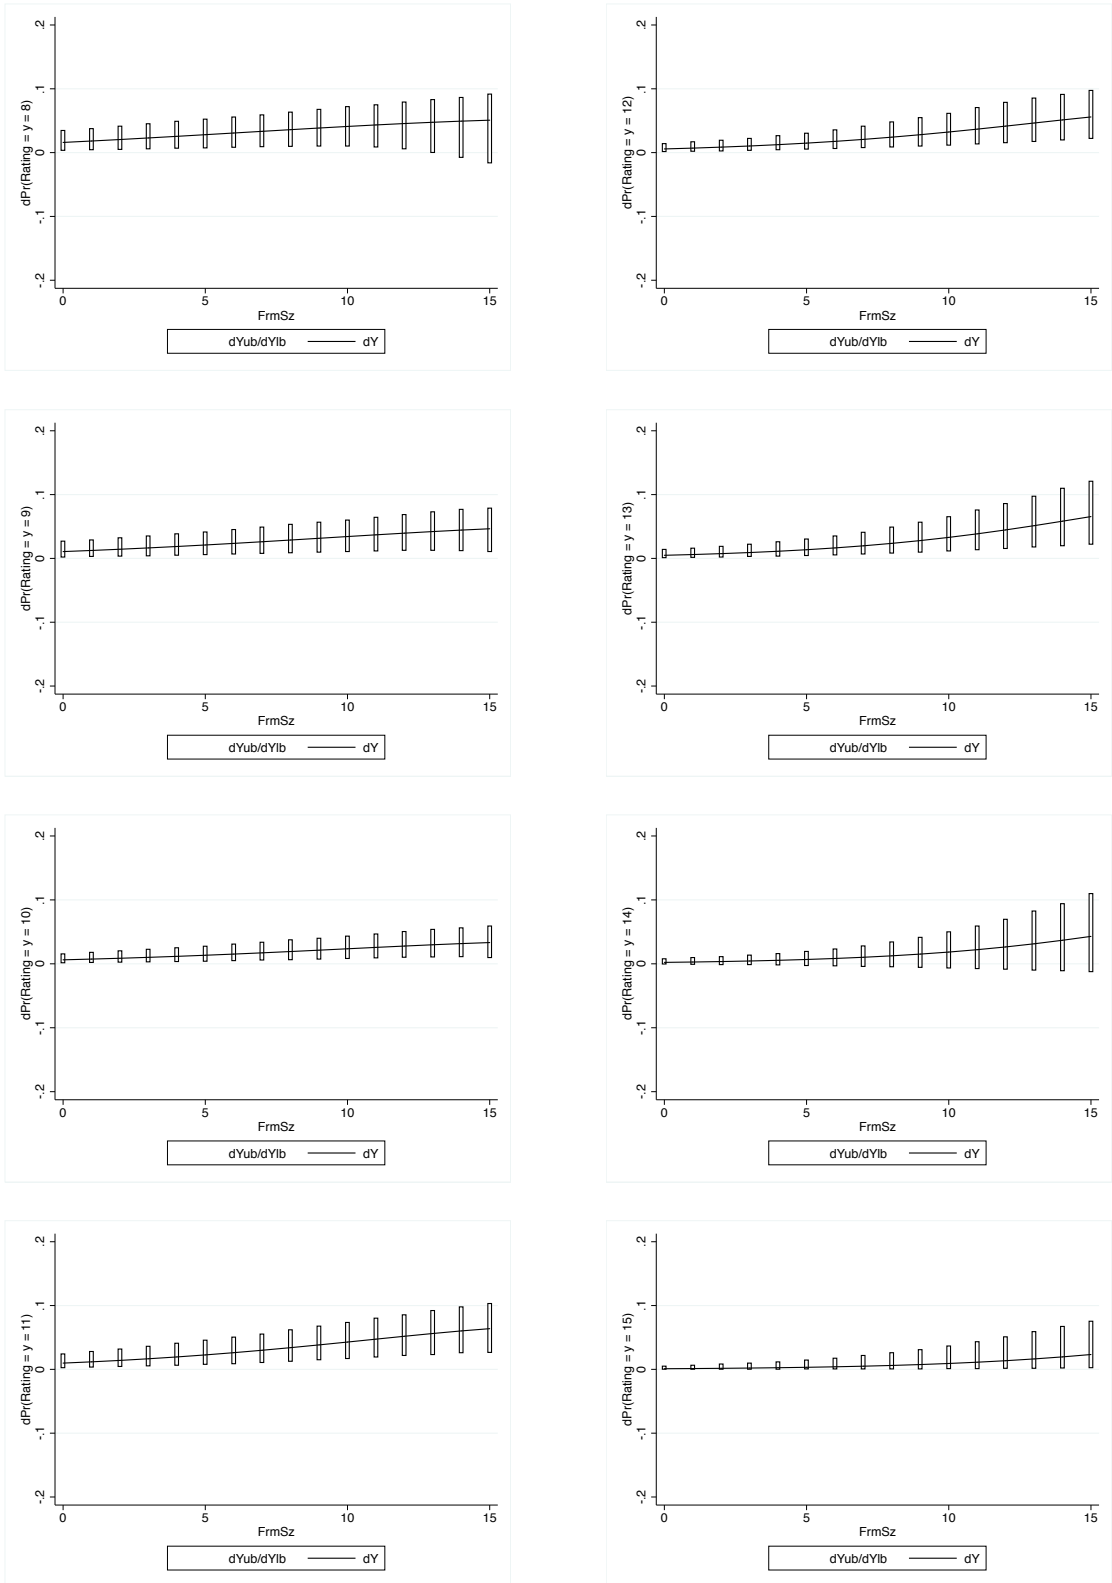 .2
.1
0
-.1
-.2
dPr(Rating = y = 8)
0 5 10 15
FrmSz
dYub/dYlb dY
.2
.1
0
-.1
-.2
dPr(Rating = y = 12)
0 5 10 15
FrmSz
dYub/dYlb dY
.2
.1
0
-.1
-.2
dPr(Rating = y = 9)
0 5 10 15
FrmSz
dYub/dYlb dY
.2
.1
0
-.1
-.2
dPr(Rating = y = 13)
0 5 10 15
FrmSz
dYub/dYlb dY
.2
.1
0
-.1
-.2
dPr(Rating = y = 10)
0 5 10 15
FrmSz
dYub/dYlb dY
.2
.1
0
-.1
-.2
dPr(Rating = y = 14)
0 5 10 15
FrmSz
dYub/dYlb dY
.2
.1
0
-.1
-.2
dPr(Rating = y = 11)
0 5 10 15
FrmSz
dYub/dYlb dY
.2
.1
0
-.1
-.2
dPr(Rating = y = 15)
0 5 10 15
FrmSz
dYub/dYlb dY